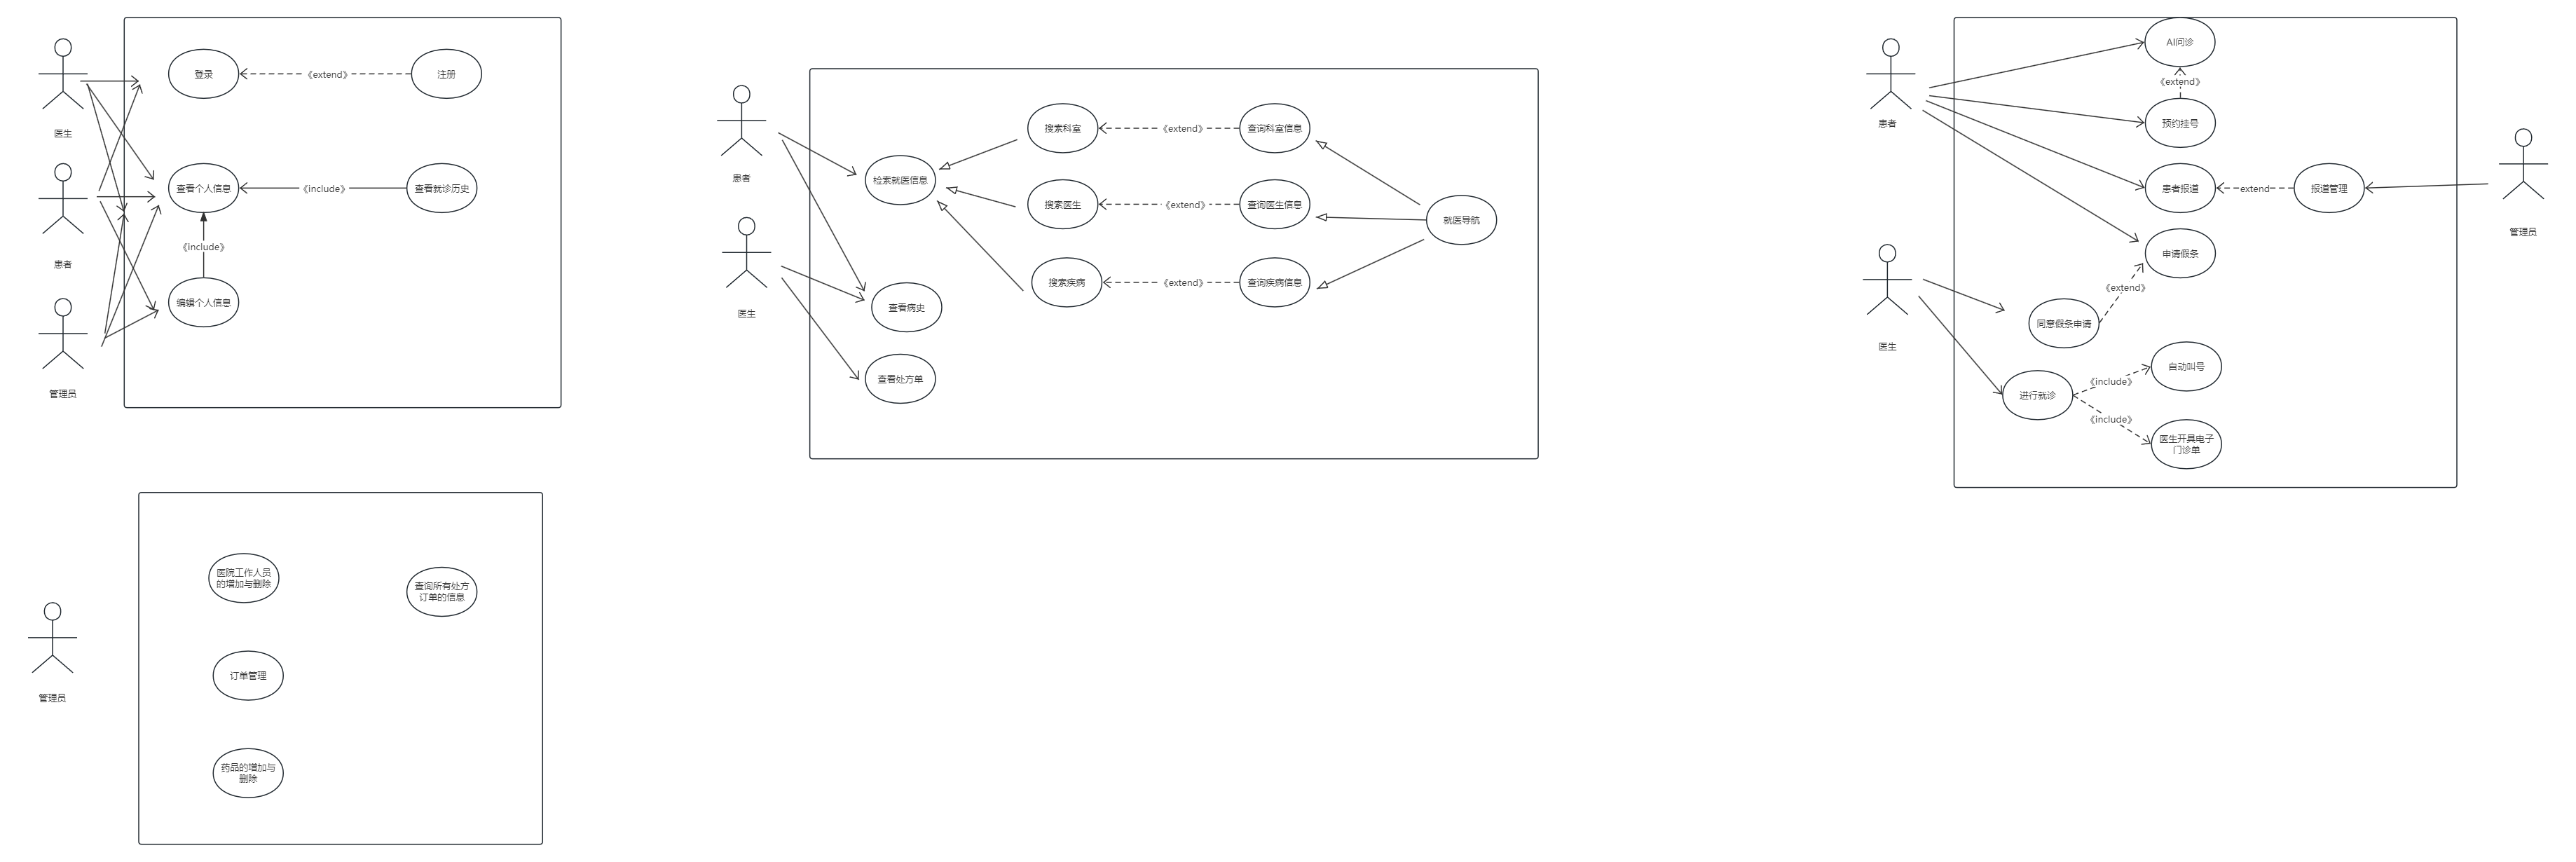 医生
患者
管理员
登录
《extend》
注册
查看个人信息
《include》
查看就诊历史
《include》
编辑个人信息
患者
医生
检索就医信息
搜索科室
《extend》
查询科室信息
搜索医生
《extend》
查询医生信息
搜索疾病
《extend》
查询疾病信息
就医导航
查看病史
查看处方单
患者
医生
管理员
AI问诊
《extend》
预约挂号
患者报道
extend
报道管理
申请假条
《extend》
同意假条申请
进行就诊
《include》
自动叫号
《include》
医生开具电子
门诊单
管理员
医院工作人员
的增加与删除
查询所有处方
订单的信息
订单管理
药品的增加与
删除